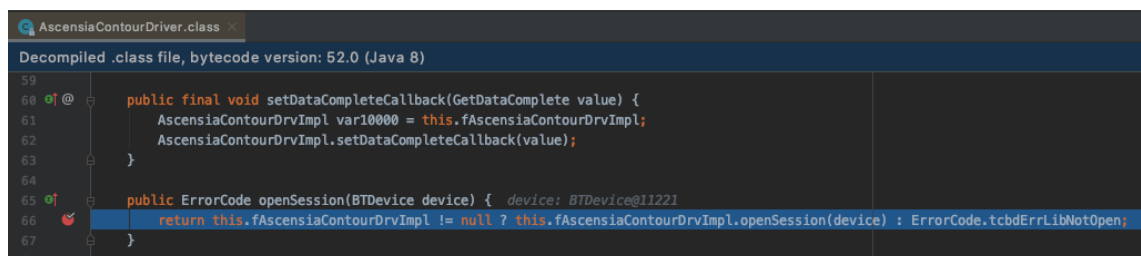 AscensiaContourDriver.class
Decompiled .class file, bytecode version: 52.0 (Java 8)
59
60 @ public final void setDataCompleteCallback(GetDataComplete value) {
61 AscensiaContourDrvImpl var10000 = this.fAscensiaContourDrvImpl;
62 AscensiaContourDrvImpl.setDataCompleteCallback(value);
63 }
64
65 public ErrorCode openSession(BTDevice device) { device: BTDevice@11221
66 return this.fAscensiaContourDrvImpl != null ? this.fAscensiaContourDrvImpl.openSession(device) : ErrorCode.tcbdErrLibNotOpen;
67 }